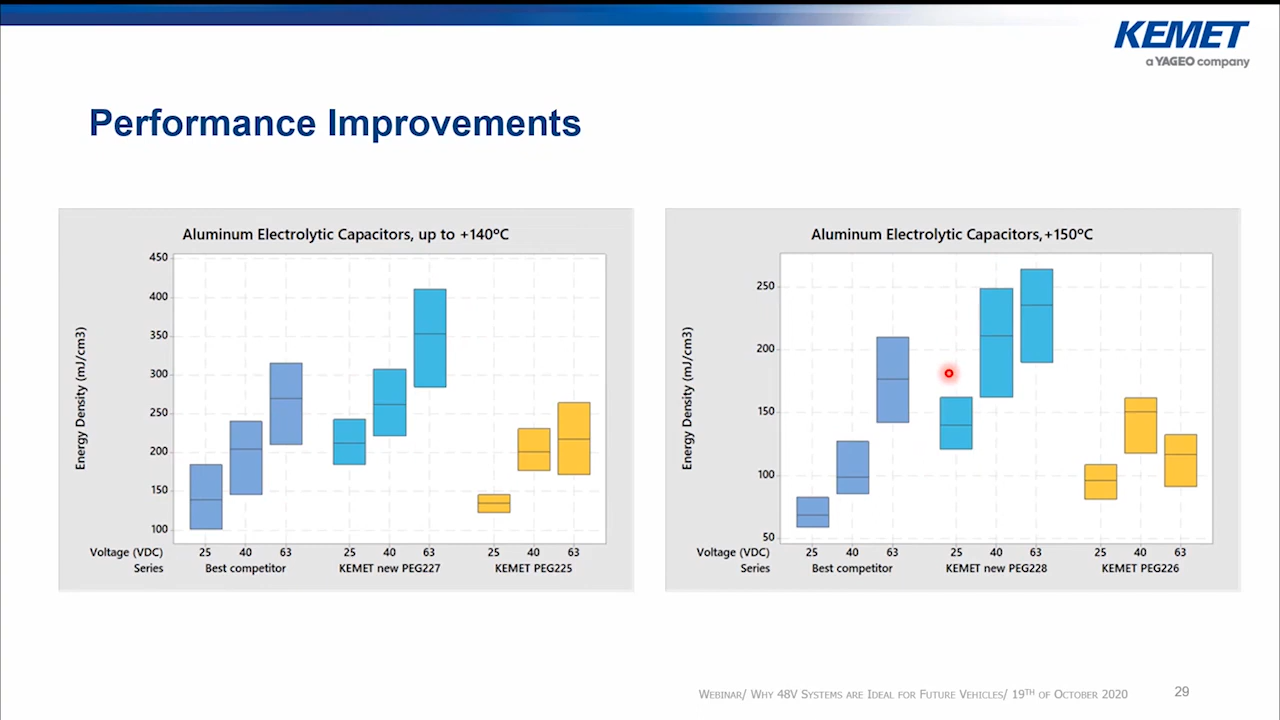 KEMET
a YAGEO company
Performance Improvements
Aluminum Electrolytic Capacitors, up to +140ºC
Energy Density (mJ/cm3)
450
400
350
300
250
200
150
100
Voltage (VDC) 25 40 63 25 40 63 25 40 63
Series Best competitor KEMET new PEG227 KEMET PEG225
Aluminum Electrolytic Capacitors,+150ºC
Energy Density (mJ/cm3)
250
200
150
100
50
Voltage (VDC) 25 40 63 25 40 63 25 40 63
Series Best competitor KEMET new PEG228 KEMET PEG226
WEBINAR/ WHY 48V SYSTEMS ARE IDEAL FOR FUTURE VEHICLES/ 19TH OF OCTOBER 2020
29